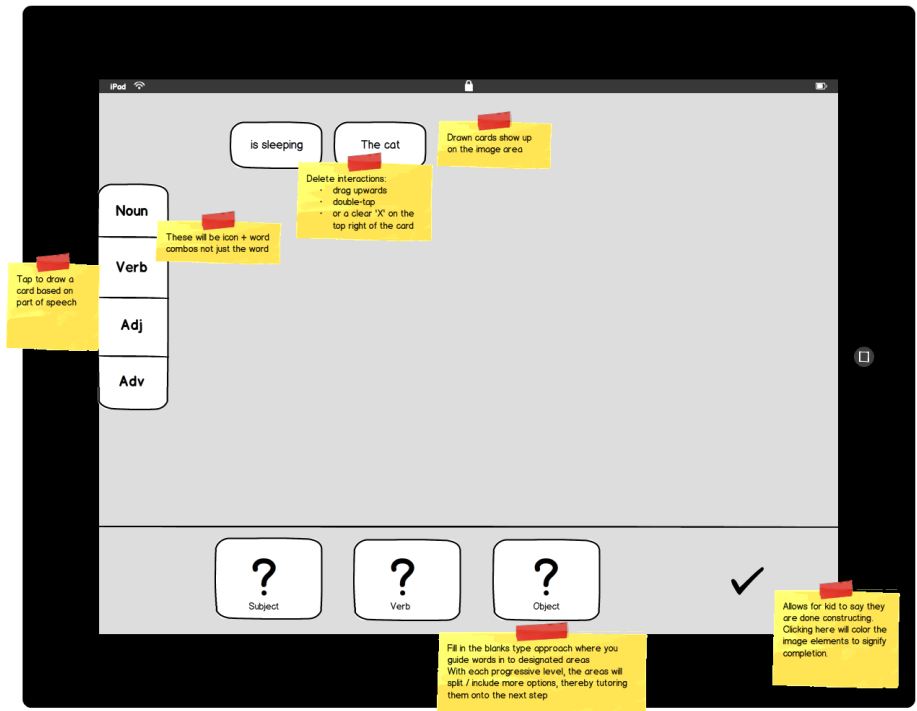 iPad
is sleeping
The cat
Drawn cards show up
on the image area
Delete interactions:
· drag upwards
· double-tap
· or a clear 'X' on the
top right of the card
Noun
Verb
Adj
Adv
These will be icon + word
combos not just the word
Tap to draw a
card based on
part of speech
?
Subject
?
Verb
?
Object
Allows for kid to say they
are done constructing.
Clicking here will color the
image elements to signify
completion.
Fill in the blanks type approach where you
guide words in to designated areas
With each progressive level, the areas will
split / include more options, thereby tutoring
them onto the next step